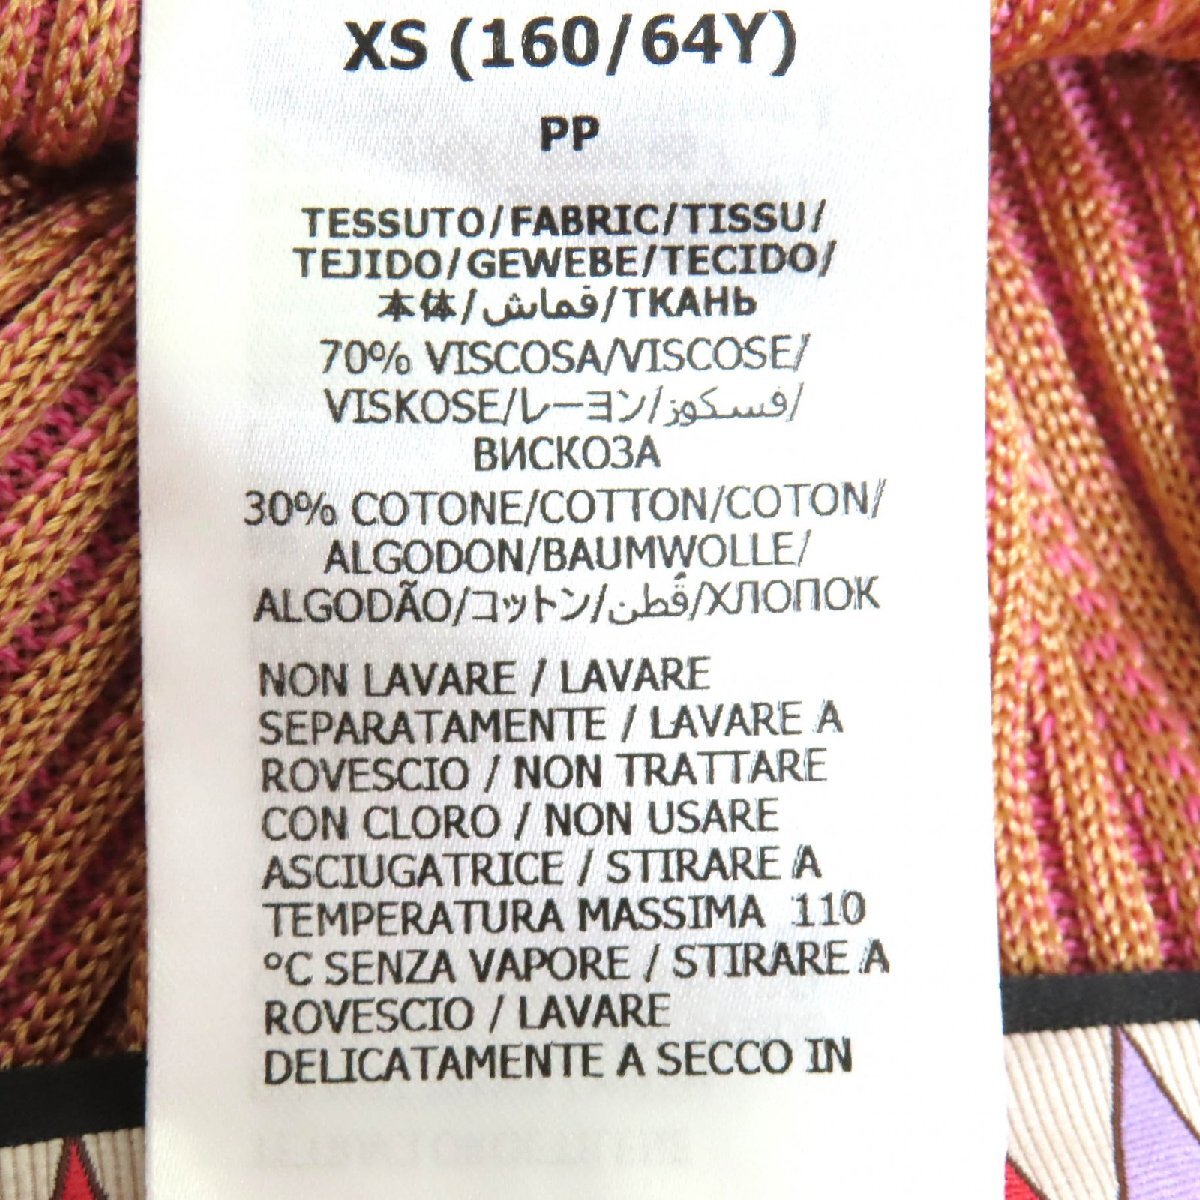 XS (160/64Y)
PP
TESSUTO/FABRIC/TISSU/
TEJIDO/GEWEBE/TECIDO/
本体/قماش/ТКАНЬ
70% VISCOSA/VISCOSE/
VISKOSE/レーヨン/فسكوز/
ВИСКОЗА
30% COTONE/COTTON/COTON/
ALGODON/BAUMWOLLE/
ALGODÃO/コットン/قُطن/ХЛОПОК
NON LAVARE / LAVARE
SEPARATAMENTE / LAVARE A
ROVESCIO / NON TRATTARE
CON CLORO / NON USARE
ASCIUGATRICE / STIRARE A
TEMPERATURA MASSIMA 110
°C SENZA VAPORE / STIRARE A
ROVESCIO / LAVARE
DELICATAMENTE A SECCO IN